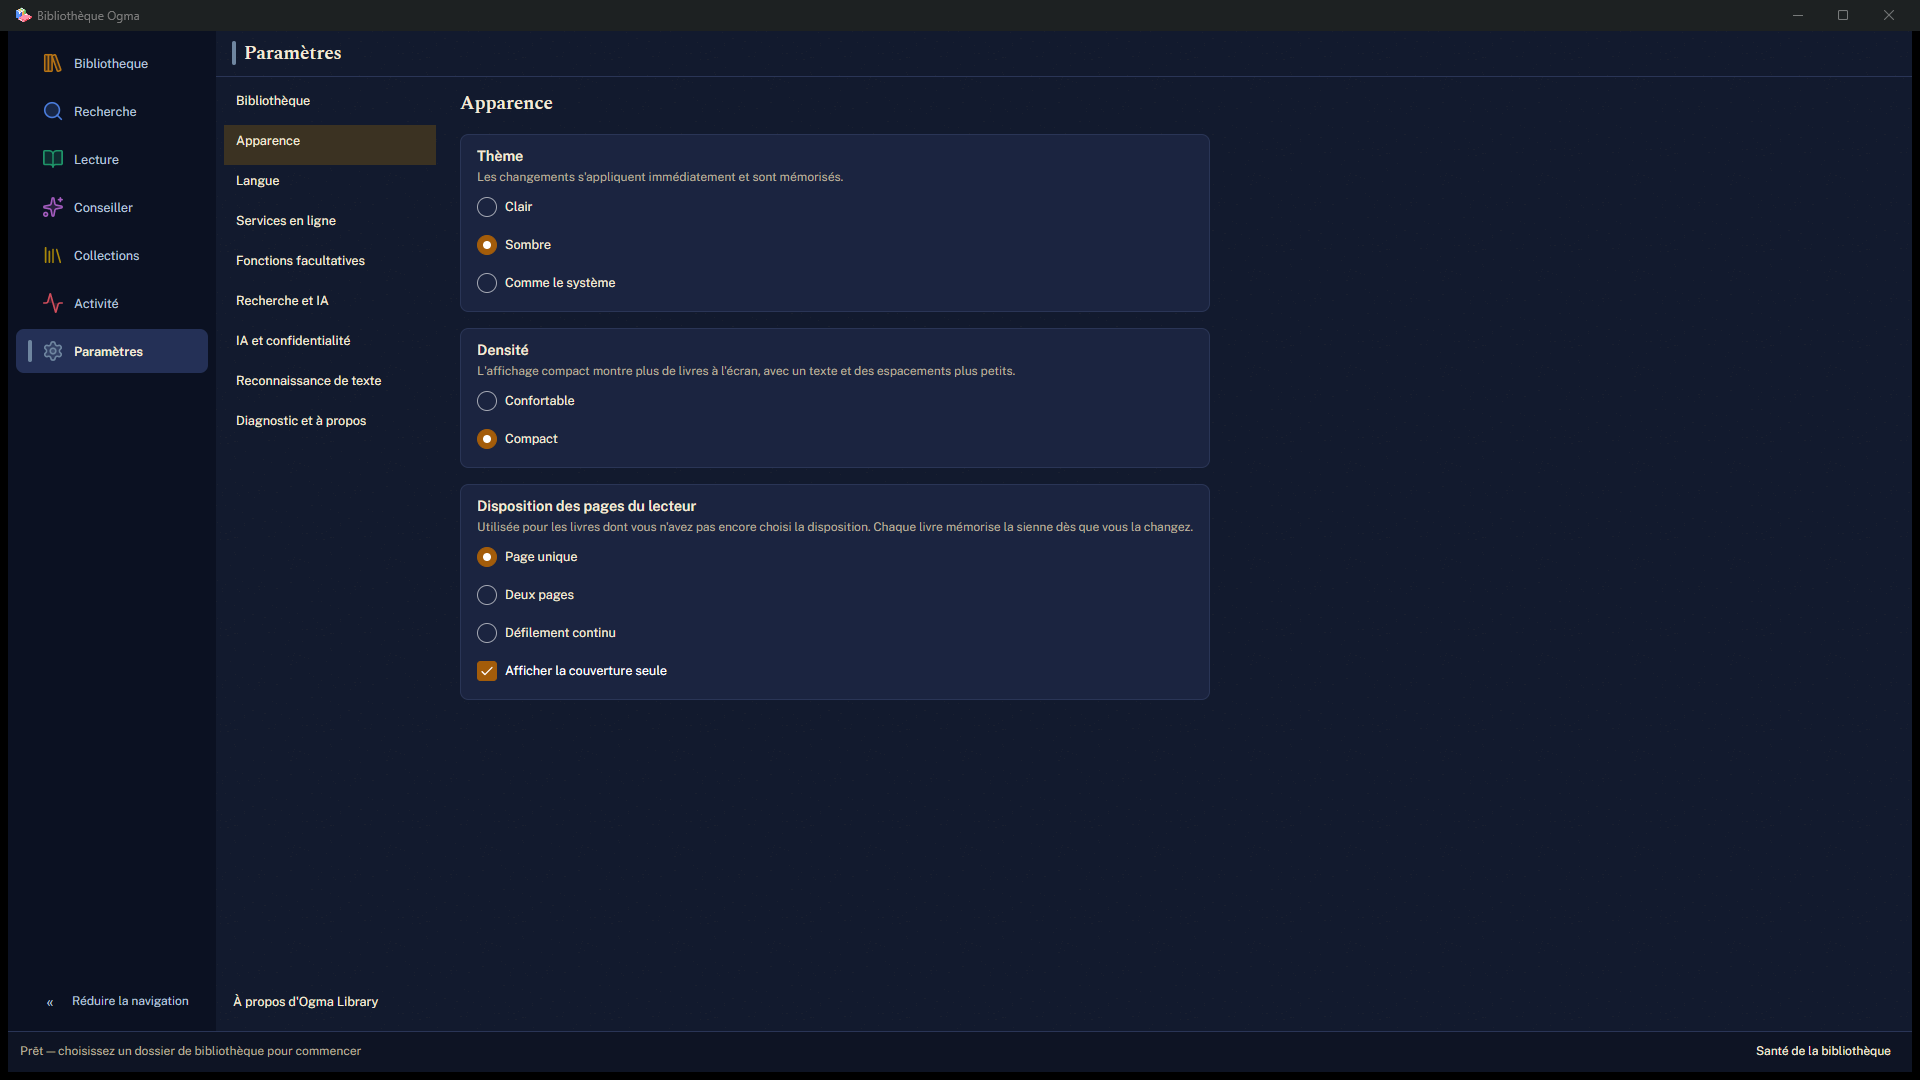 Bibliothèque Ogma
Bibliotheque
Recherche
Lecture
Conseiller
Collections
Activité
Paramètres
« Réduire la navigation
Paramètres
Bibliothèque
Apparence
Langue
Services en ligne
Fonctions facultatives
Recherche et IA
IA et confidentialité
Reconnaissance de texte
Diagnostic et à propos
À propos d'Ogma Library
Apparence
Thème
Les changements s'appliquent immédiatement et sont mémorisés.
Clair
Sombre
Comme le système
Densité
L'affichage compact montre plus de livres à l'écran, avec un texte et des espacements plus petits.
Confortable
Compact
Disposition des pages du lecteur
Utilisée pour les livres dont vous n'avez pas encore choisi la disposition. Chaque livre mémorise la sienne dès que vous la changez.
Page unique
Deux pages
Défilement continu
Afficher la couverture seule
Prêt — choisissez un dossier de bibliothèque pour commencer
Santé de la bibliothèque